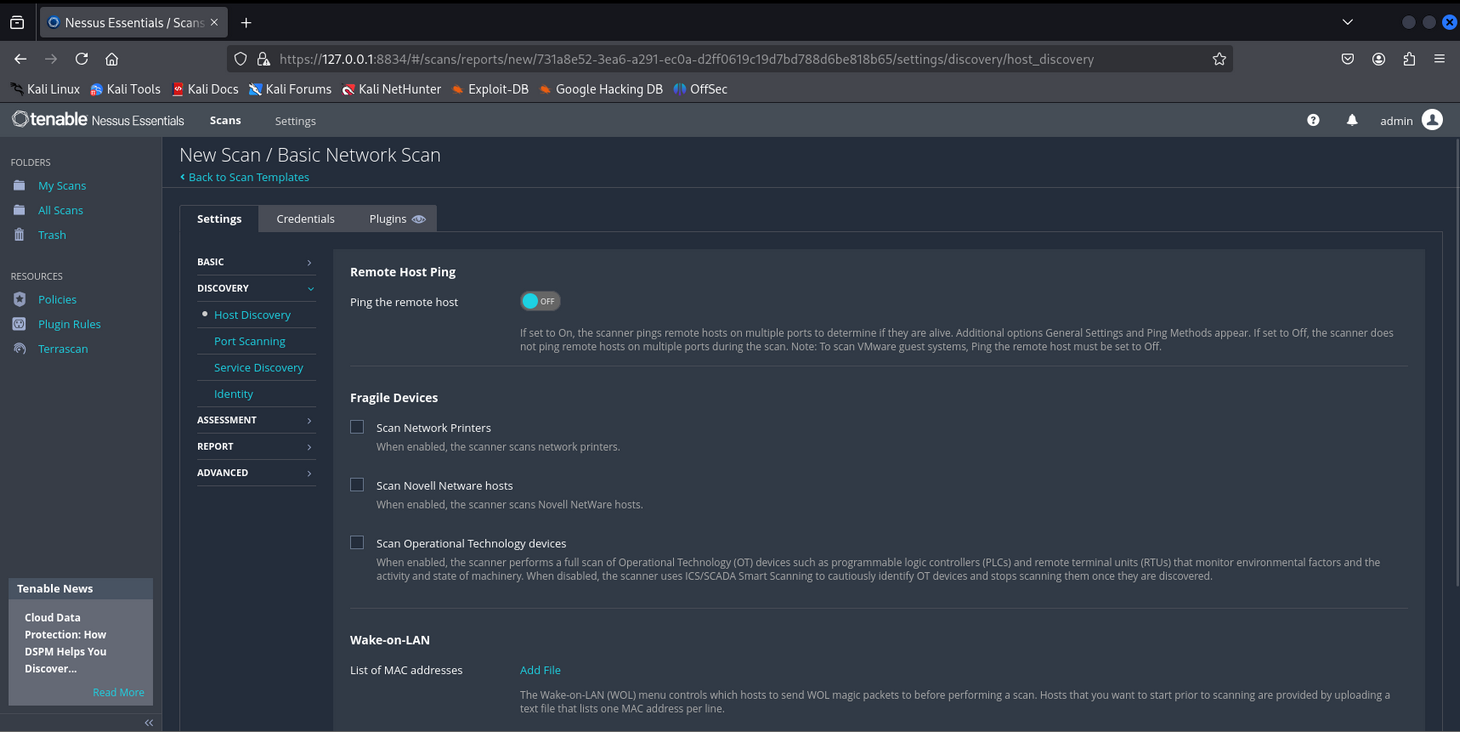 Nessus Essentials / Scans
https://127.0.0.1:8834/#/scans/reports/new/731a8e52-3ea6-a291-ec0a-d2ff0619c19d7bd788d6be818b65/settings/discovery/host_discovery
Kali Linux Kali Tools Kali Docs Kali Forums Kali NetHunter Exploit-DB Google Hacking DB OffSec
tenable Nessus Essentials Scans Settings admin
FOLDERS
My Scans
All Scans
Trash
RESOURCES
Policies
Plugin Rules
Terrascan
Tenable News
Cloud Data
Protection: How
DSPM Helps You
Discover...
Read More
New Scan / Basic Network Scan
Back to Scan Templates
Settings Credentials Plugins
BASIC
DISCOVERY
Host Discovery
Port Scanning
Service Discovery
Identity
ASSESSMENT
REPORT
ADVANCED
Remote Host Ping
Ping the remote host OFF
If set to On, the scanner pings remote hosts on multiple ports to determine if they are alive. Additional options General Settings and Ping Methods appear. If set to Off, the scanner does
not ping remote hosts on multiple ports during the scan. Note: To scan VMware guest systems, Ping the remote host must be set to Off.
Fragile Devices
Scan Network Printers
When enabled, the scanner scans network printers.
Scan Novell Netware hosts
When enabled, the scanner scans Novell NetWare hosts.
Scan Operational Technology devices
When enabled, the scanner performs a full scan of Operational Technology (OT) devices such as programmable logic controllers (PLCs) and remote terminal units (RTUs) that monitor environmental factors and the
activity and state of machinery. When disabled, the scanner uses ICS/SCADA Smart Scanning to cautiously identify OT devices and stops scanning them once they are discovered.
Wake-on-LAN
List of MAC addresses Add File
The Wake-on-LAN (WOL) menu controls which hosts to send WOL magic packets to before performing a scan. Hosts that you want to start prior to scanning are provided by uploading a
text file that lists one MAC address per line.